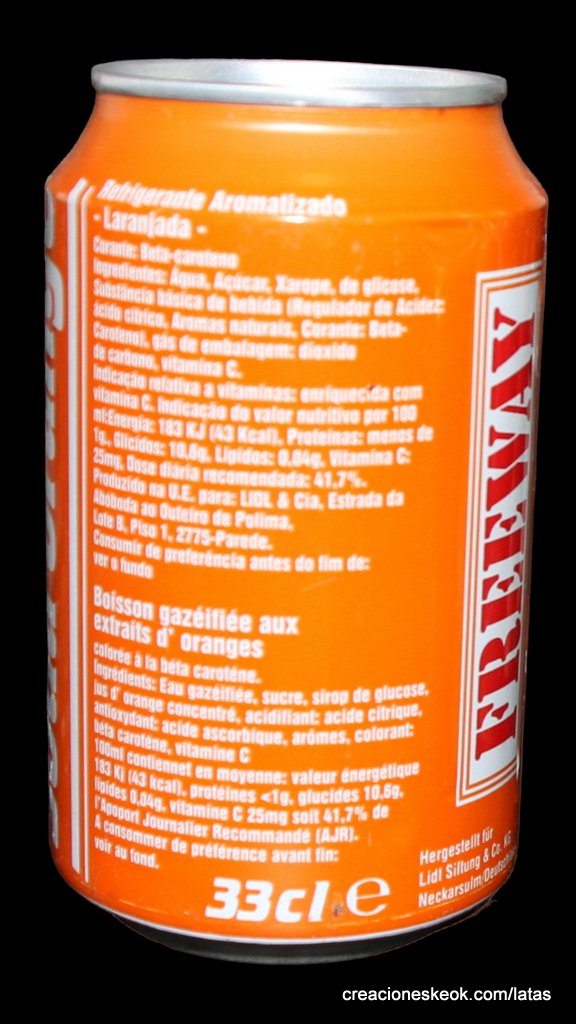 Refrigerante Aromatizado
- Laranjada -
Corante: Beta-caroteno
Ingredientes: Água, Açúcar, Xarope, de glicose,
Substância básica de bebida (Regulador de Acidez:
ácido cítrico, Aromas naturais, Corante: Beta-
Caroteno), gás de embalagem: dioxido
de carbono, vitamina C.
Indicação relativa a vitaminas: enriquecida com
vitamina C. Indicação do valor nutritivo por 100
ml:Energia: 183 KJ (43 Kcal), Proteinas: menos de
1g, Glícidos: 10,6g, Lípidos: 0,04g, Vitamina C:
25mg, Dose diária recomendada: 41,7%.
Produzido na U.E. para: LIDL & Cia, Estrada da
Abóboda ao Outeiro de Polima,
Lote 8, Piso 1, 2775-Parede.
Consumir de preferência antes do fim de:
ver o fundo
Boisson gazéifiée aux
extraits d' oranges
colorée à la béta carotène.
Ingrédients: Eau gazéifiée, sucre, sirop de glucose,
jus d' orange concentré, acidifiant: acide citrique,
antioxydant: acide ascorbique, arômes, colorant:
béta carotène, vitamine C
100ml contiennent en moyenne: valeur énergétique
183 Kj (43 kcal), protéines <1g, glucides 10,6g,
lipides 0,04g, vitamine C 25mg soit 41,7% de
l'Apoport Journalier Recommandé (AJR).
A consommer de préférence avant fin:
voir au fond.
33cl e
FREEWAY
Hergestellt für
Lidl Siftung & Co. KG
Neckarsulm/
creacioneskeok.com/latas